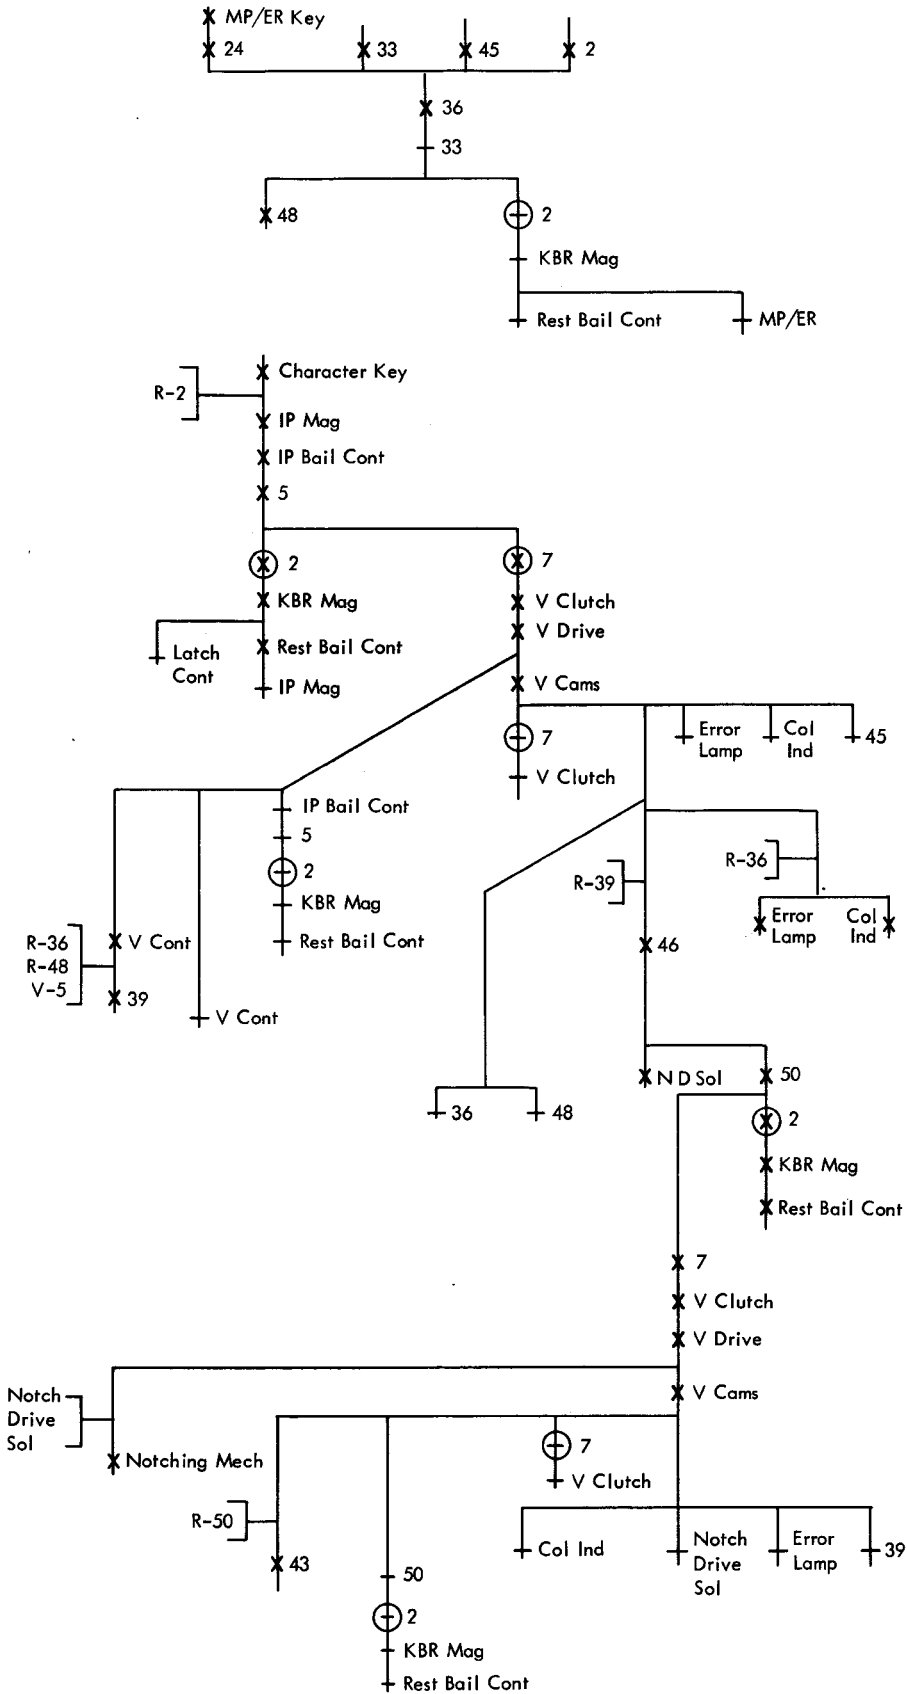 MP/ER Key
24
33
45
2
36
33
48
2
KBR Mag
Rest Bail Cont
MP/ER
Character Key
R-2
IP Mag
IP Bail Cont
5
2
7
KBR Mag
V Clutch
V Drive
Latch
Cont
Rest Bail Cont
IP Mag
V Cams
7
Error
Lamp
Col
Ind
45
V Clutch
IP Bail Cont
5
2
KBR Mag
Rest Bail Cont
R-36
R-48
V-5
V Cont
39
V Cont
R-39
R-36
Error
Lamp
Col
Ind
46
N D Sol
50
36
48
2
KBR Mag
Rest Bail Cont
7
V Clutch
V Drive
V Cams
Notch
Drive
Sol
Notching Mech
7
V Clutch
R-50
43
Col Ind
Notch
Drive
Sol
Error
Lamp
39
50
2
KBR Mag
Rest Bail Cont